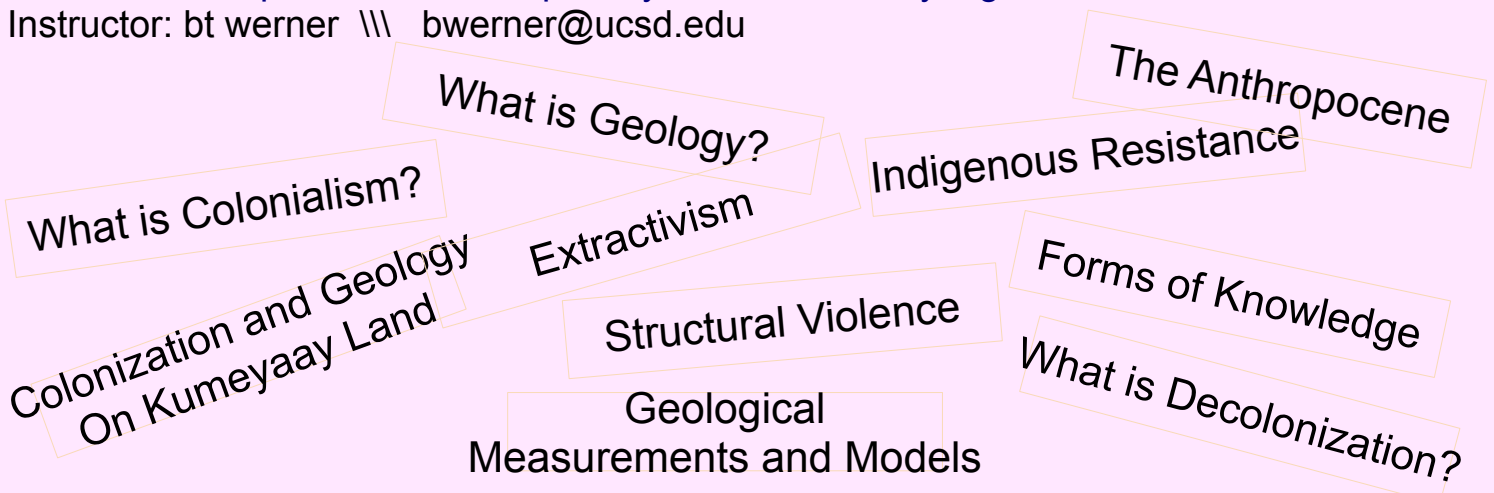 Instructor: bt werner \\\ bwerner@ucsd.edu
The Anthropocene
What is Geology?
Indigenous Resistance
What is Colonialism?
Extractivism
Forms of Knowledge
Colonization and Geology
On Kumeyaay Land
Structural Violence
What is Decolonization?
Geological
Measurements and Models